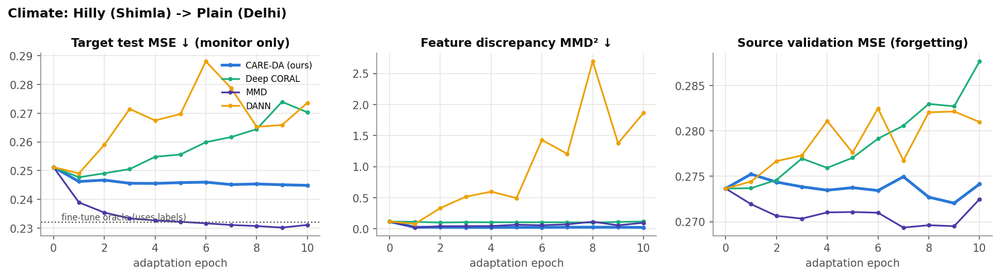 Climate: Hilly (Shimla) -> Plain (Delhi)
Target test MSE ↓ (monitor only)
0.29
0.28
0.27
0.26
0.25
0.24
0.23
CARE-DA (ours)
Deep CORAL
MMD
DANN
fine-tune oracle (uses labels)
0 2 4 6 8 10
adaptation epoch
Feature discrepancy MMD² ↓
2.5
2.0
1.5
1.0
0.5
0.0
0 2 4 6 8 10
adaptation epoch
Source validation MSE (forgetting)
0.285
0.280
0.275
0.270
0 2 4 6 8 10
adaptation epoch